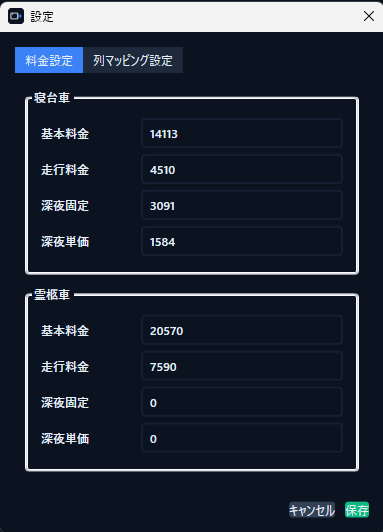 設定
料金設定 列マッピング設定
寝台車
基本料金 14113
走行料金 4510
深夜固定 3091
深夜単価 1584
霊柩車
基本料金 20570
走行料金 7590
深夜固定 0
深夜単価 0
キャンセル 保存